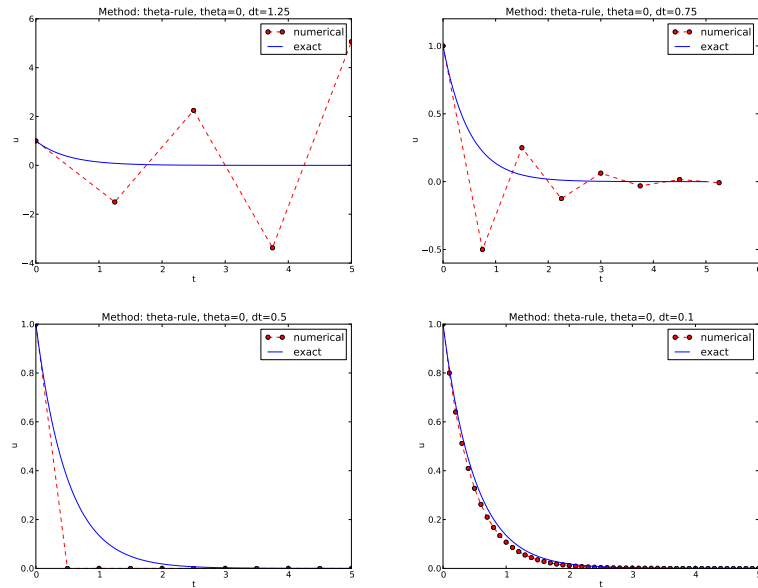 Method: theta-rule, theta=0, dt=1.25
numerical
exact
6
4
2
0
−2
−4
u
0
1
2
3
4
5
t
Method: theta-rule, theta=0, dt=0.75
numerical
exact
1.0
0.5
0.0
−0.5
u
0
1
2
3
4
5
6
t
Method: theta-rule, theta=0, dt=0.5
numerical
exact
1.0
0.8
0.6
0.4
0.2
0.0
u
0
1
2
3
4
5
t
Method: theta-rule, theta=0, dt=0.1
numerical
exact
1.0
0.8
0.6
0.4
0.2
0.0
u
0
1
2
3
4
5
t